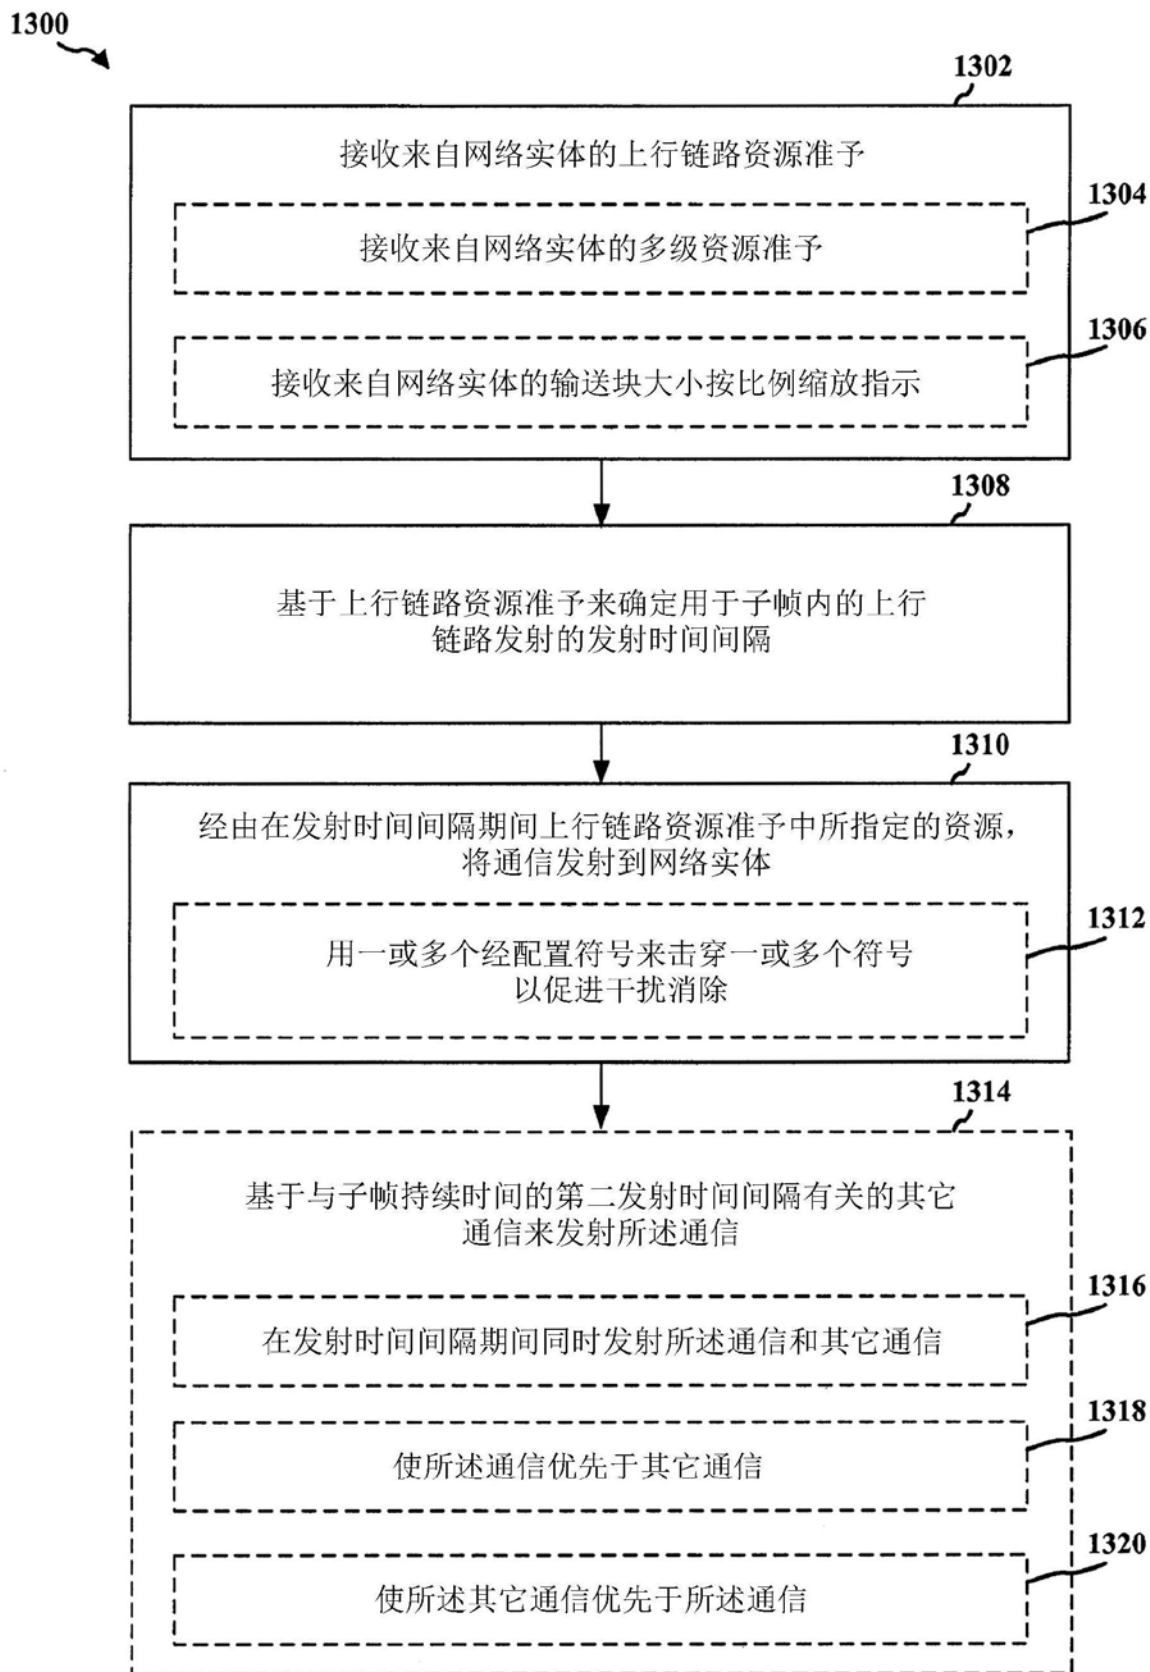 1300
1302
接收来自网络实体的上行链路资源准予
1304
接收来自网络实体的多级资源准予
1306
接收来自网络实体的输送块大小按比例缩放指示
1308
基于上行链路资源准予来确定用于子帧内的上行
链路发射的发射时间间隔
1310
经由在发射时间间隔期间上行链路资源准予中所指定的资源，
将通信发射到网络实体
1312
用一或多个经配置符号来击穿一或多个符号
以促进干扰消除
1314
基于与子帧持续时间的第二发射时间间隔有关的其它
通信来发射所述通信
1316
在发射时间间隔期间同时发射所述通信和其它通信
1318
使所述通信优先于其它通信
1320
使所述其它通信优先于所述通信